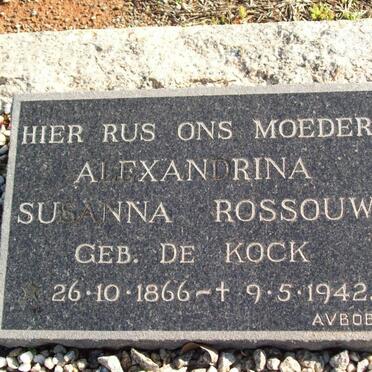 HIER RUS ONS MOEDER
ALEXANDRINA
SUSANNA ROSSOUW
GEB. DE KOCK
* 26·10·1866 ~ † 9·5·1942.
AVBOB